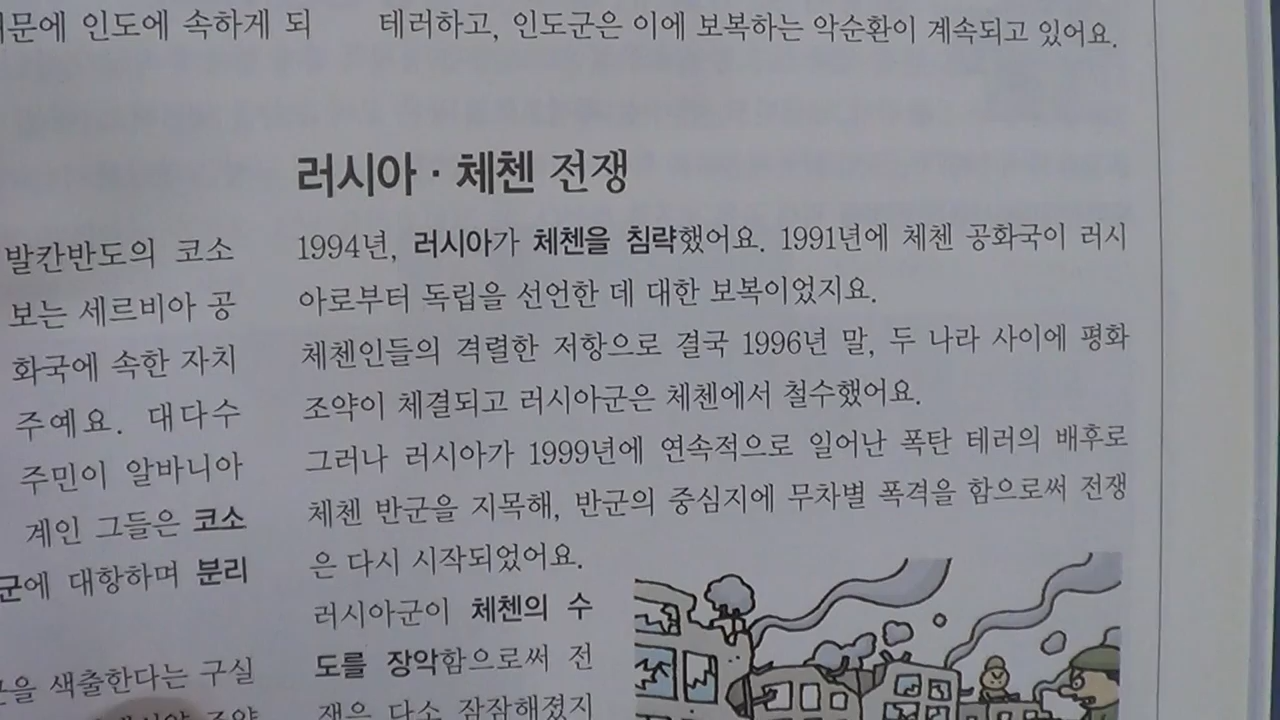 문에 인도에 속하게 되
테러하고, 인도군은 이에 보복하는 악순환이 계속되고 있어요.
발칸반도의 코소
보는 세르비아 공
화국에 속한 자치
주예요. 대다수
주민이 알바니아
계인 그들은 코소
군에 대항하며 분리
을 색출한다는 구실
러시아·체첸 전쟁
1994년, 러시아가 체첸을 침략했어요. 1991년에 체첸 공화국이 러시
아로부터 독립을 선언한 데 대한 보복이었지요.
체첸인들의 격렬한 저항으로 결국 1996년 말, 두 나라 사이에 평화
조약이 체결되고 러시아군은 체첸에서 철수했어요.
그러나 러시아가 1999년에 연속적으로 일어난 폭탄 테러의 배후로
체첸 반군을 지목해, 반군의 중심지에 무차별 폭격을 함으로써 전쟁
은 다시 시작되었어요.
러시아군이 체첸의 수
도를 장악함으로써 전
쟁은 다소 잠잠해졌지